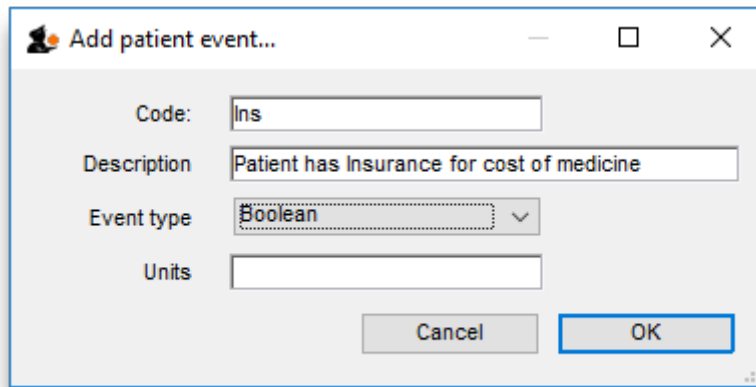 Add patient event...
Code: Ins
Description Patient has Insurance for cost of medicine
Event type Boolean
Units
Cancel OK